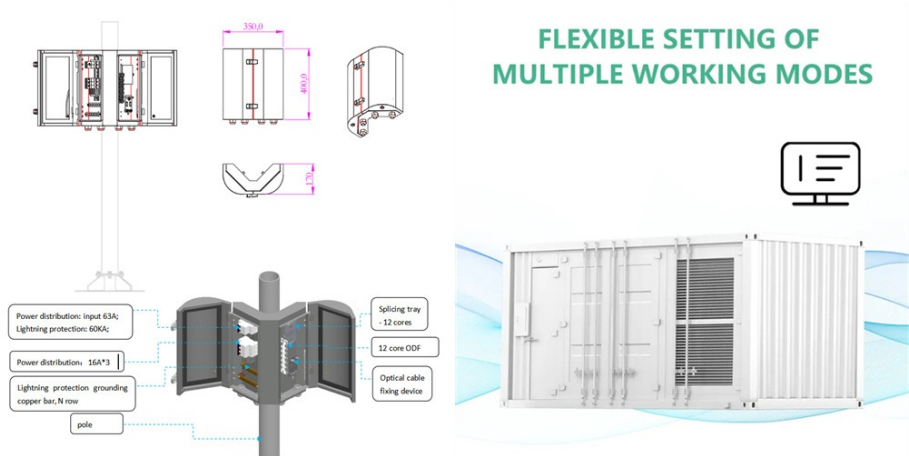 350,0
400,0
170
Power distribution: input 63A;
Lightning protection: 60KA;
Power distribution: 16A*3
Lightning protection grounding
copper bar, N row
pole
Splicing tray
- 12 cores
12 core ODF
Optical cable
fixing device
FLEXIBLE SETTING OF
MULTIPLE WORKING MODES